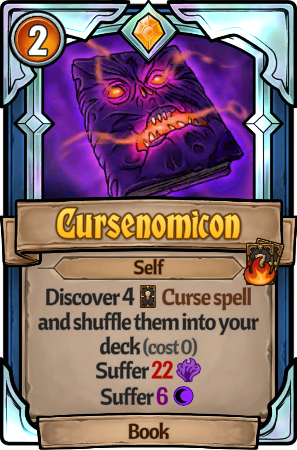 2
Cursenomicon
Self
Discover 4 Curse spell
and shuffle them into your
deck (cost 0)
Suffer 22
Suffer 6
Book